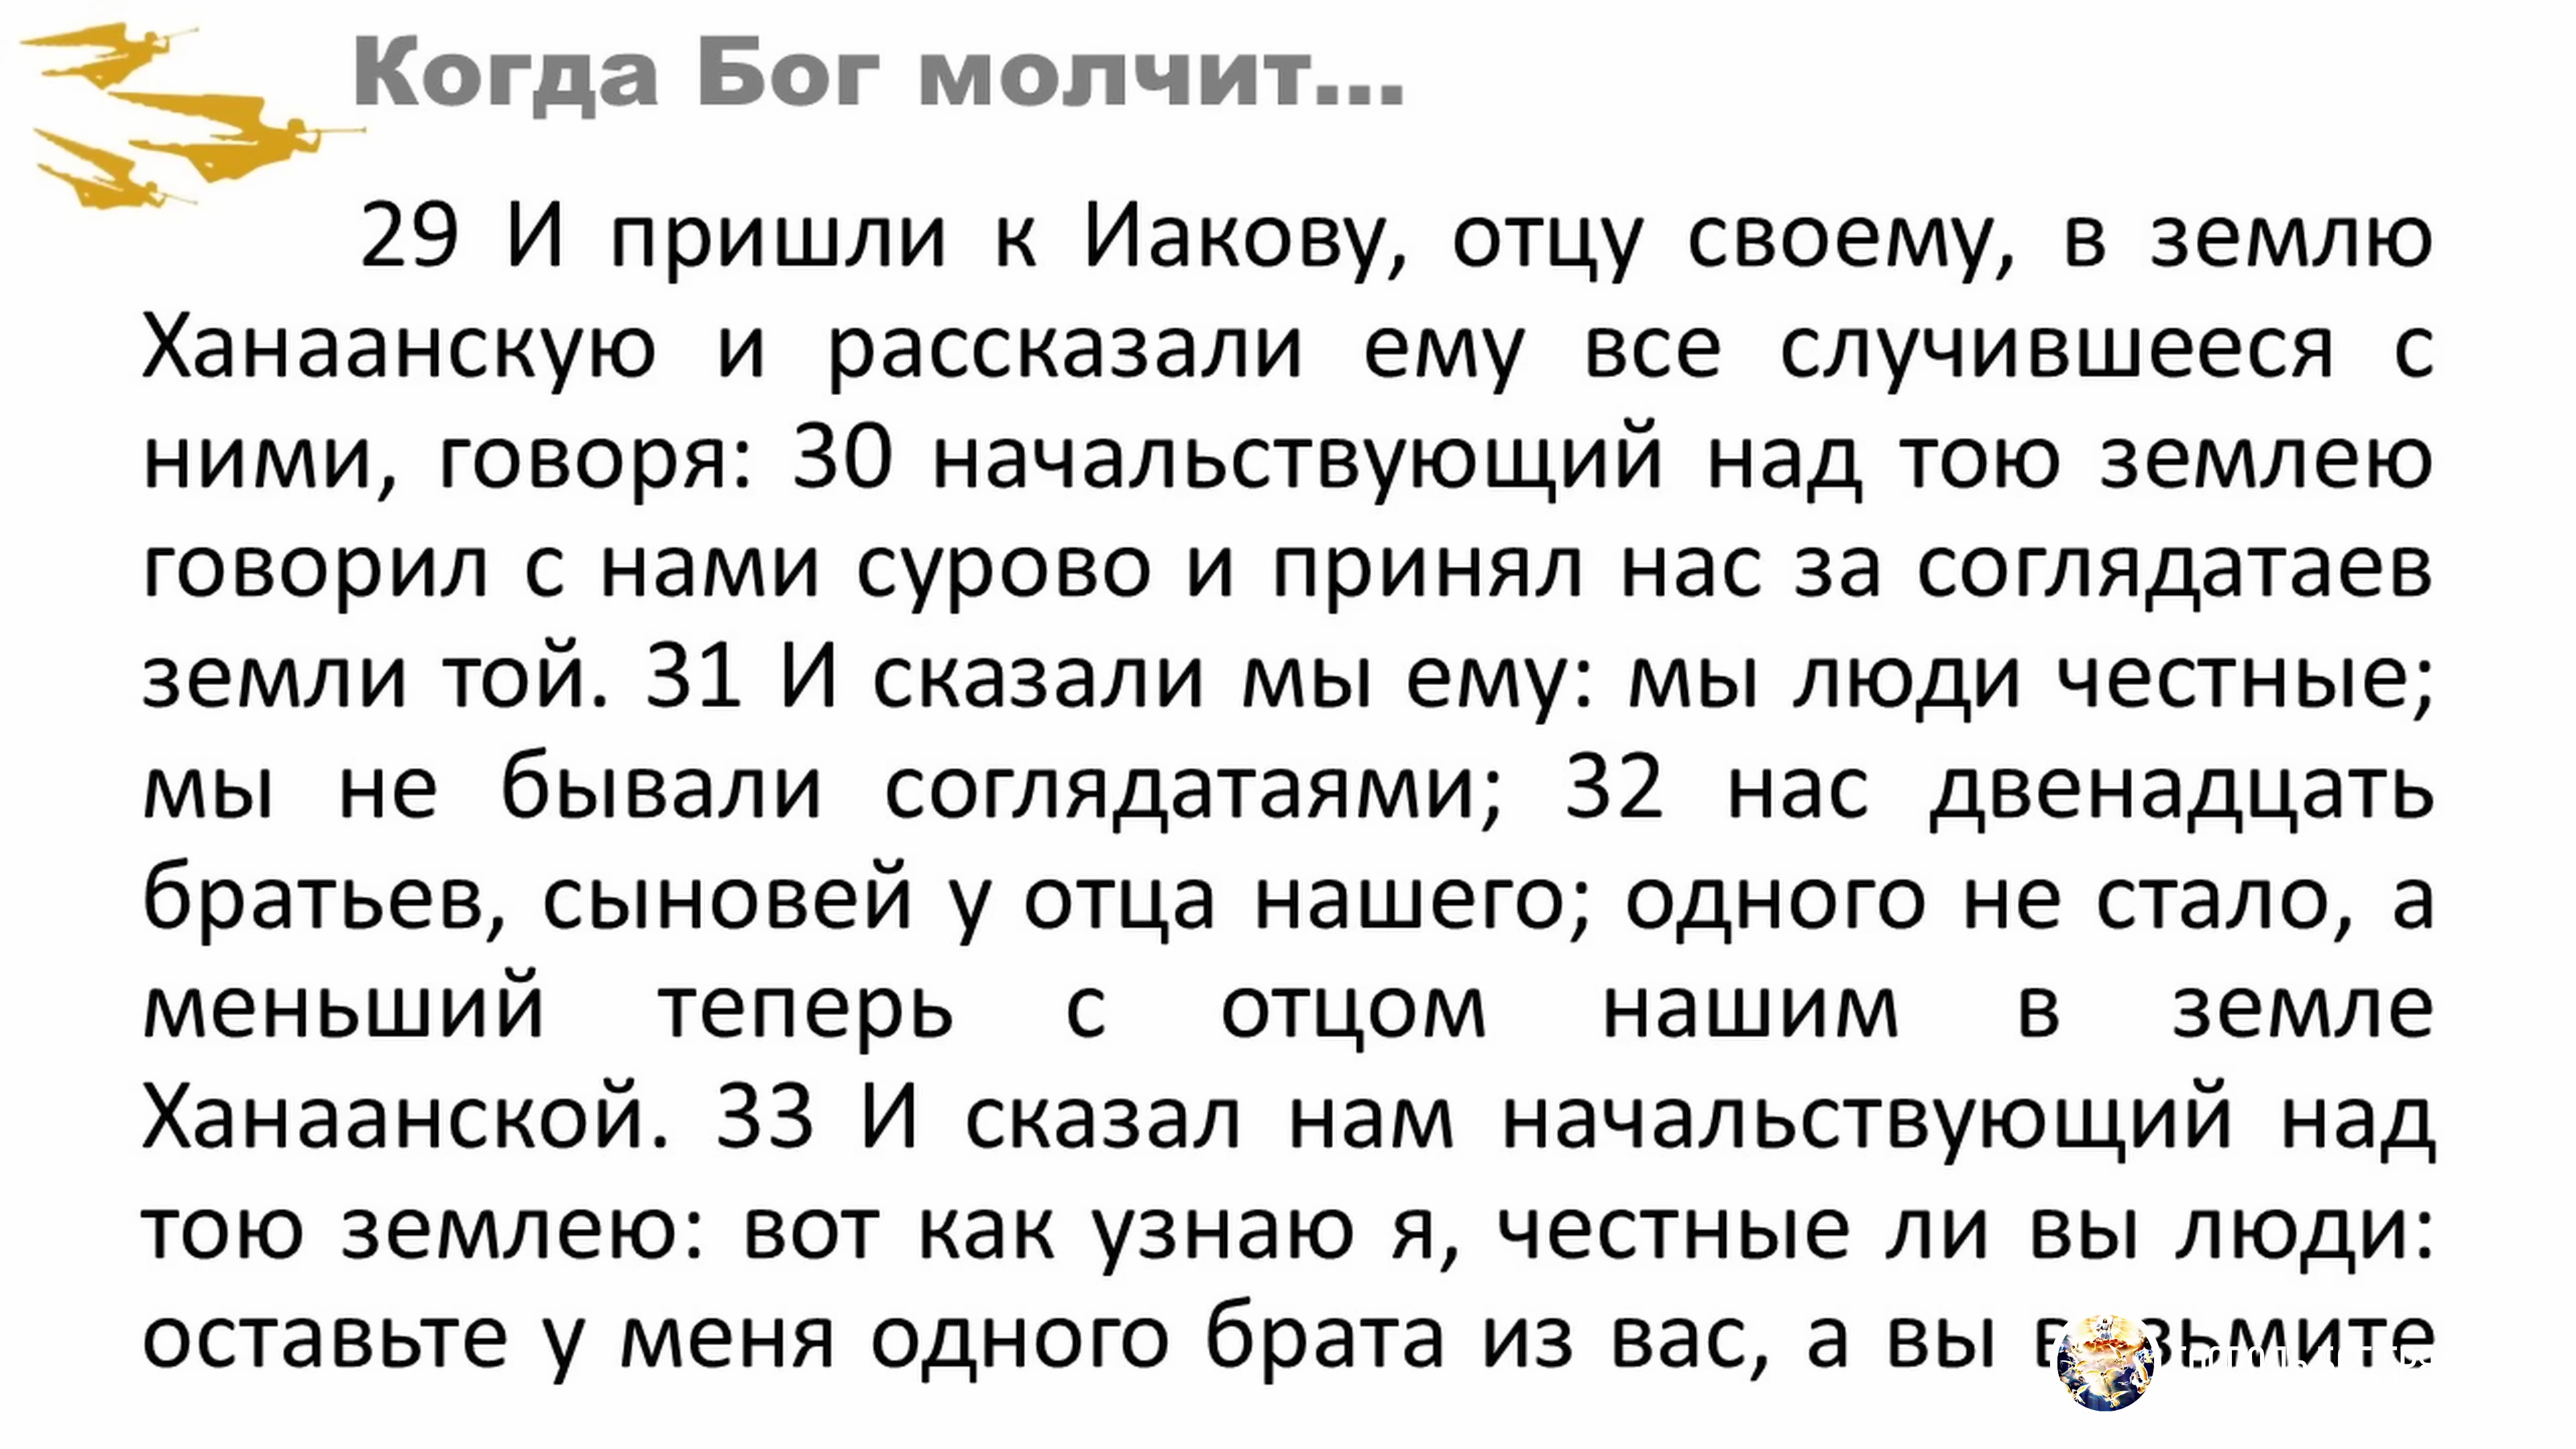 Когда Бог молчит...
29 И пришли к Иакову, отцу своему, в землю
Ханаанскую и рассказали ему все случившееся с
ними, говоря: 30 начальствующий над тою землею
говорил с нами сурово и принял нас за соглядатаев
земли той. 31 И сказали мы ему: мы люди честные;
мы не бывали соглядатаями; 32 нас двенадцать
братьев, сыновей у отца нашего; одного не стало, а
меньший теперь с отцом нашим в земле
Ханаанской. 33 И сказал нам начальствующий над
тою землею: вот как узнаю я, честные ли вы люди:
оставьте у меня одного брата из вас, а вы возьмите